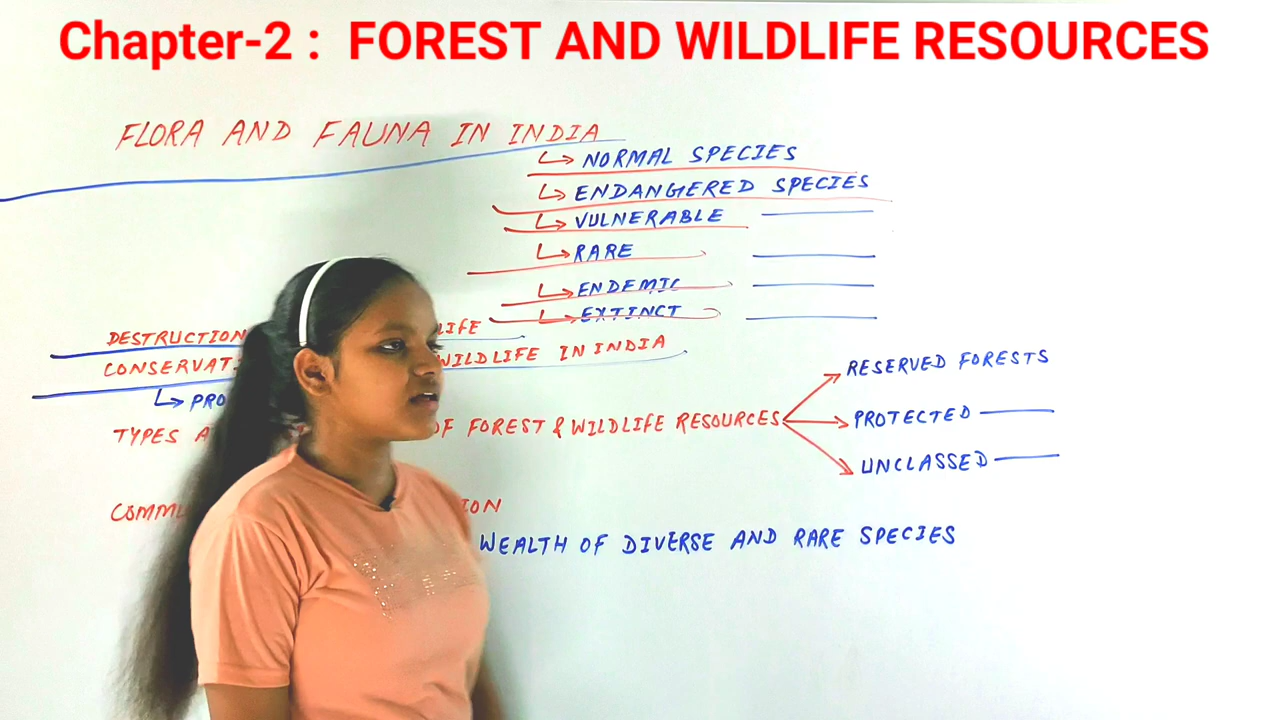 Chapter-2 : FOREST AND WILDLIFE RESOURCES
FLORA AND FAUNA IN INDIA
↳ NORMAL SPECIES
↳ ENDANGERED SPECIES
↳ VULNERABLE
↳ RARE
↳ ENDEMIC
↳ EXTINCT
DESTRUCTION LIFE
CONSERVATI WILDLIFE IN INDIA
↳ PRO
TYPES A OF FOREST & WILDLIFE RESOURCES
RESERVED FORESTS
PROTECTED
UNCLASSED
COMMU ION
WEALTH OF DIVERSE AND RARE SPECIES